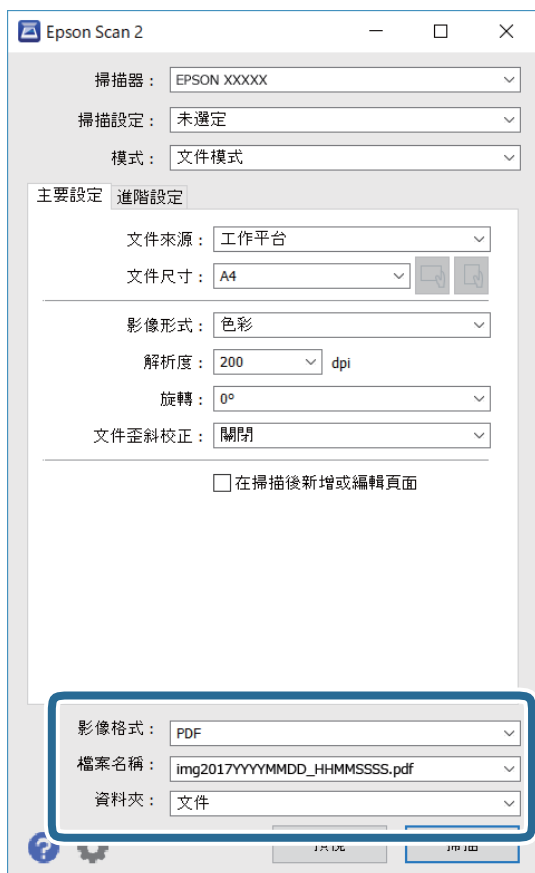 Epson Scan 2
掃描器： EPSON XXXXX
掃描設定： 未選定
模式： 文件模式
主要設定 進階設定
文件來源： 工作平台
文件尺寸： A4
影像形式： 色彩
解析度： 200 dpi
旋轉： 0°
文件歪斜校正： 關閉
在掃描後新增或編輯頁面
影像格式： PDF
檔案名稱： img2017YYYYMMDD_HHMMSSSS.pdf
資料夾： 文件
?
預視 掃描